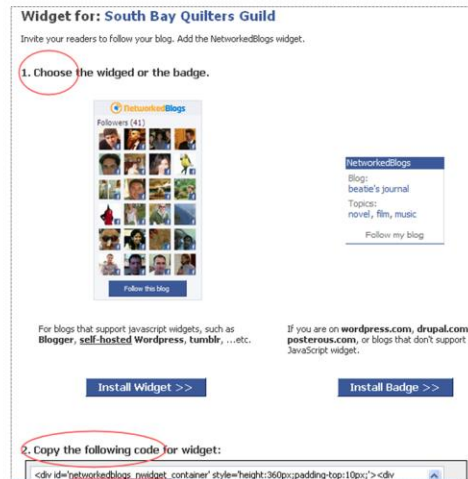 Widget for: South Bay Quilters Guild
Invite your readers to follow your blog. Add the NetworkedBlogs widget.
1. Choose the widged or the badge.
NetworkedBlogs
Followers (41)
Follow this blog
NetworkedBlogs
Blog:
beatie's journal
Topics:
novel, film, music
Follow my blog
For blogs that support javascript widgets, such as
Blogger, self-hosted Wordpress, tumblr, ...etc.
If you are on wordpress.com, drupal.com
posterous.com, or blogs that don't support
JavaScript widget.
Install Widget >>
Install Badge >>
2. Copy the following code for widget:
<div id='networkedblogs_nwidget_container' style='height:360px;padding-top:10px;'><div